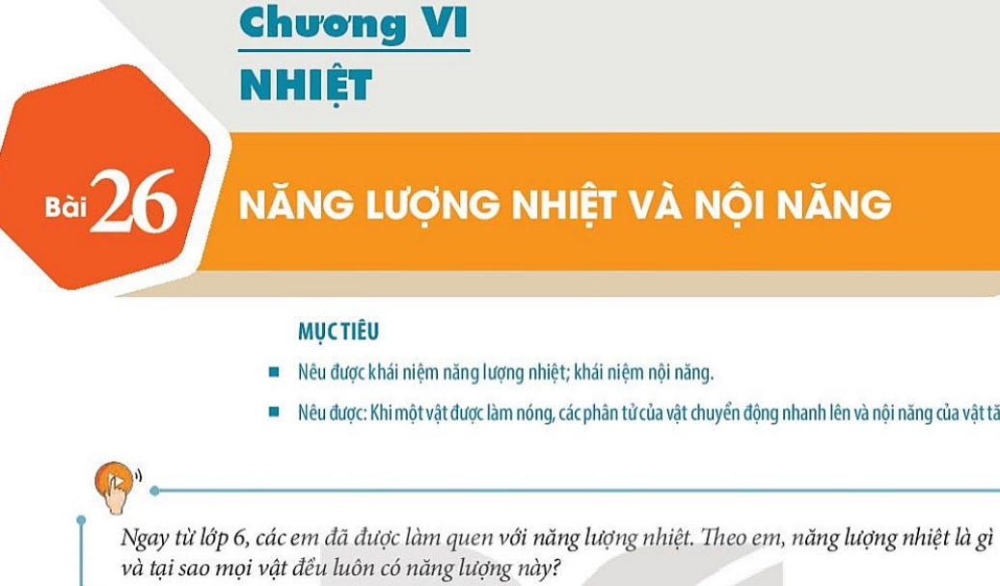 Chương VI
NHIỆT
Bài 26
NĂNG LƯỢNG NHIỆT VÀ NỘI NĂNG
MỤC TIÊU
Nêu được khái niệm năng lượng nhiệt; khái niệm nội năng.
Nêu được: Khi một vật được làm nóng, các phân tử của vật chuyển động nhanh lên và nội năng của vật
Ngay từ lớp 6, các em đã được làm quen với năng lượng nhiệt. Theo em, năng lượng nhiệt là gì
và tại sao mọi vật đều luôn có năng lượng này?